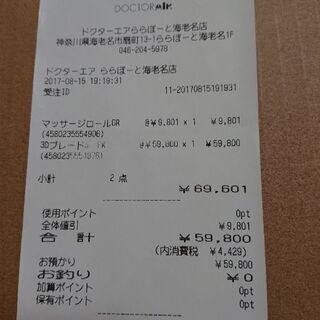 DOCTORAIR
ドクターエア ららぽーと海老名店
神奈川県海老名市扇町13-1ららぽーと海老名1F
046-204-5978
ドクターエア ららぽーと海老名店
2017-08-15 19:19:31
受注ID 11-20170815191931
マッサージロールGR @¥9,801 x 1 ¥9,801
(4580235554906)
3Dブレード @¥59,800 x 1 ¥59,800
小計 2 点
¥69,601
使用ポイント 0pt
全体値引 ¥9,801
合計 ¥59,800
(内消費税 ¥4,429)
お預かり ¥59,800
お釣り ¥0
加算ポイント 0pt
保有ポイント 0pt